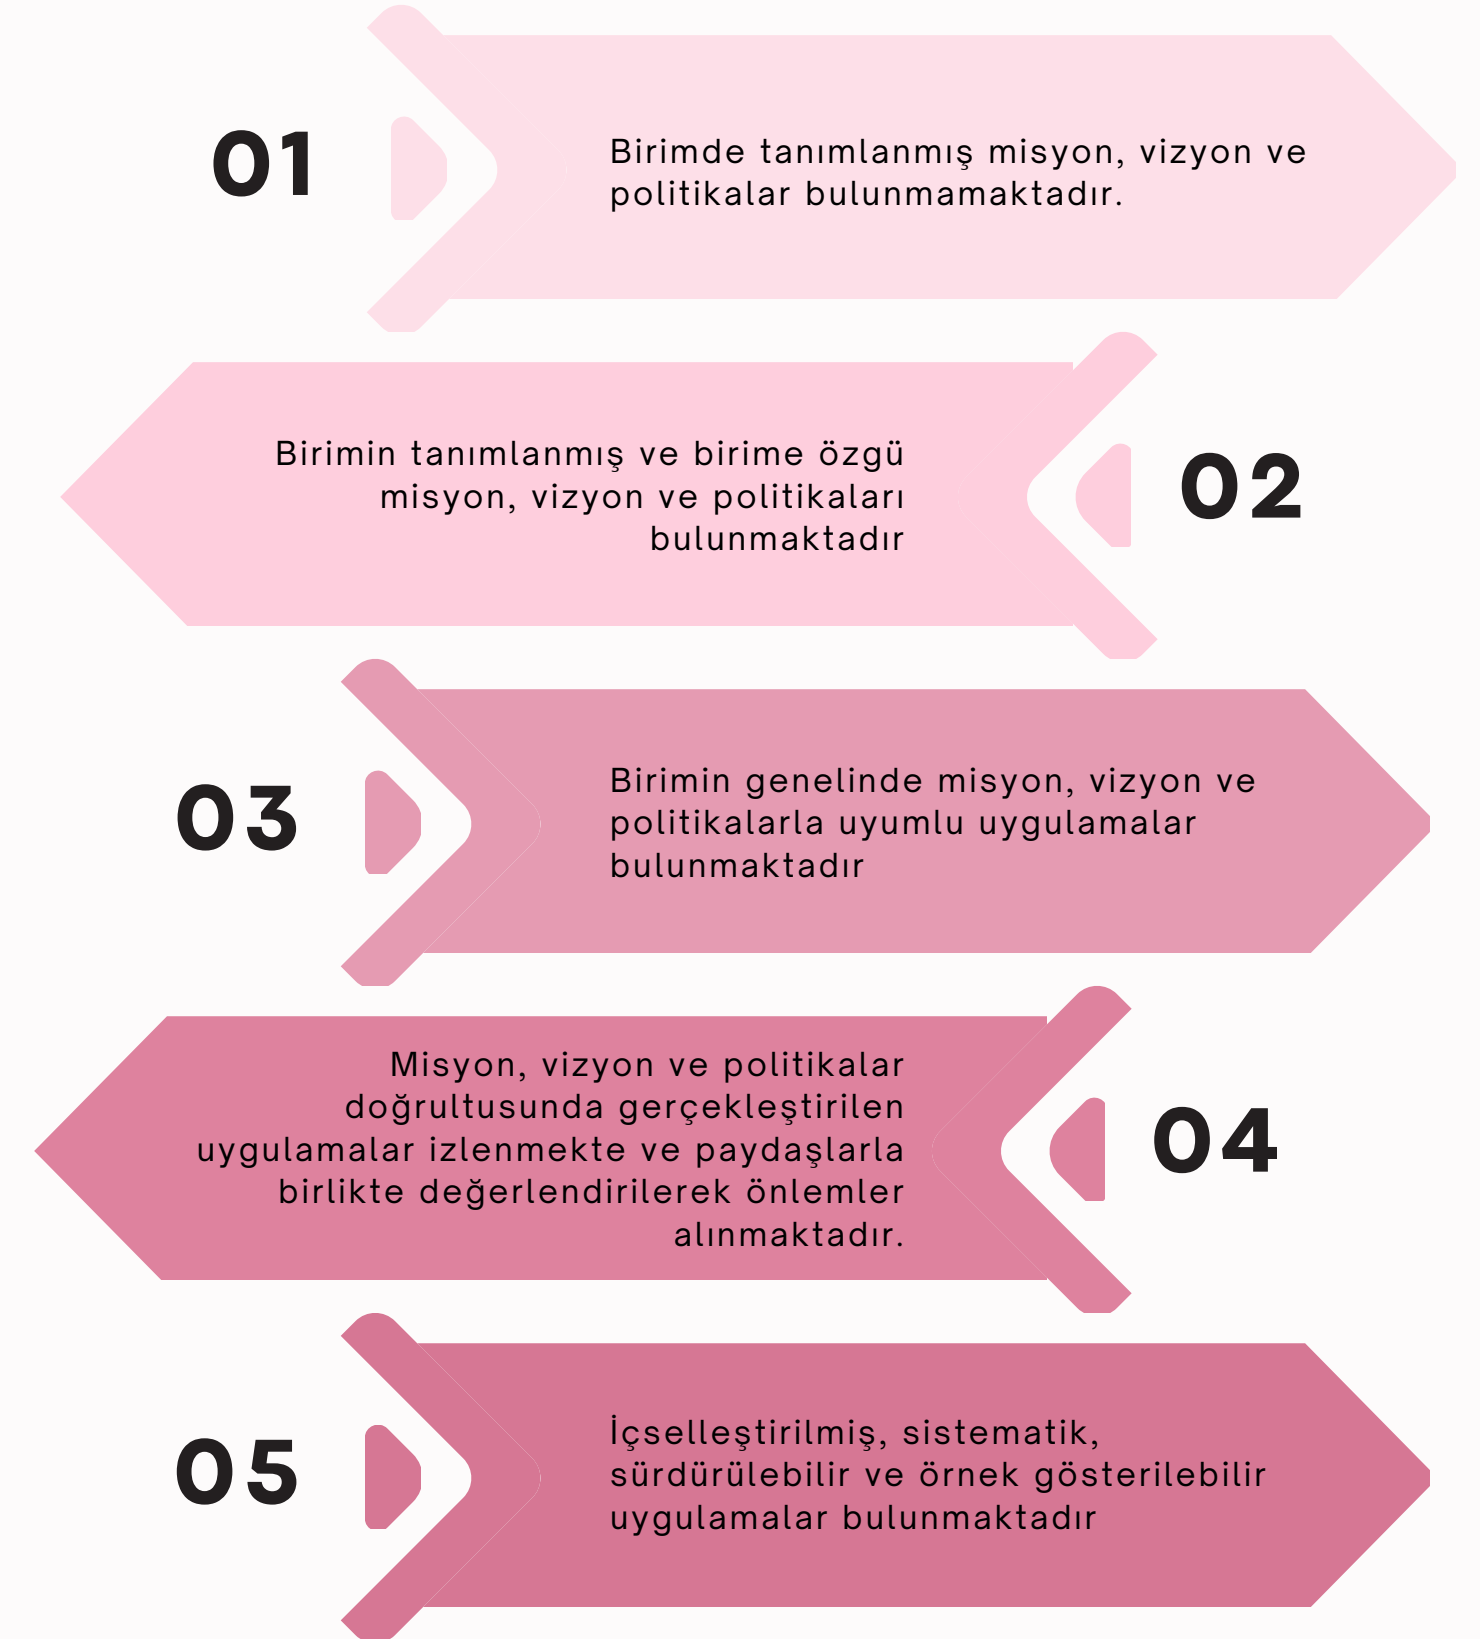 01
Birimde tanımlanmış misyon, vizyon ve
politikalar bulunmamaktadır.
Birimin tanımlanmış ve birime özgü
misyon, vizyon ve politikaları
bulunmaktadır
02
03
Birimin genelinde misyon, vizyon ve
politikalarla uyumlu uygulamalar
bulunmaktadır
Misyon, vizyon ve politikalar
doğrultusunda gerçekleştirilen
uygulamalar izlenmekte ve paydaşlarla
birlikte değerlendirilerek önlemler
alınmaktadır.
04
05
İçselleştirilmiş, sistematik,
sürdürülebilir ve örnek gösterilebilir
uygulamalar bulunmaktadır